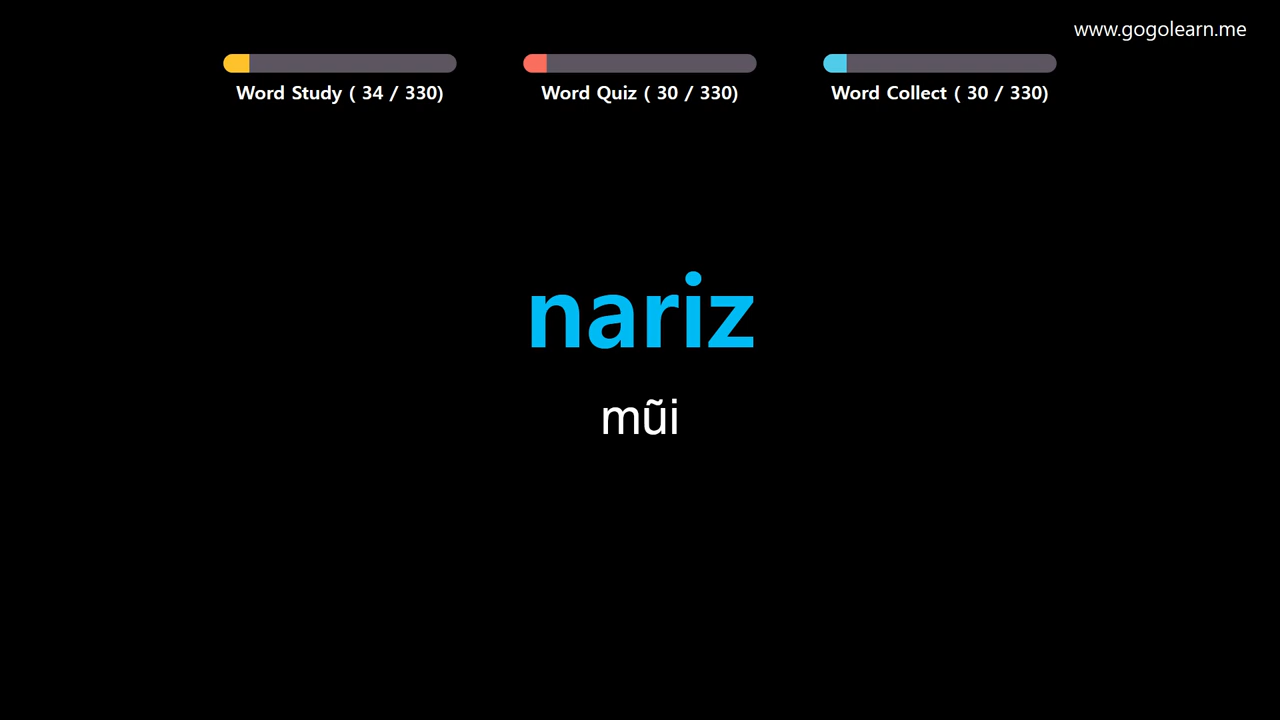 www.gogolearn.me
Word Study ( 34 / 330)
Word Quiz ( 30 / 330)
Word Collect ( 30 / 330)
nariz
mũi